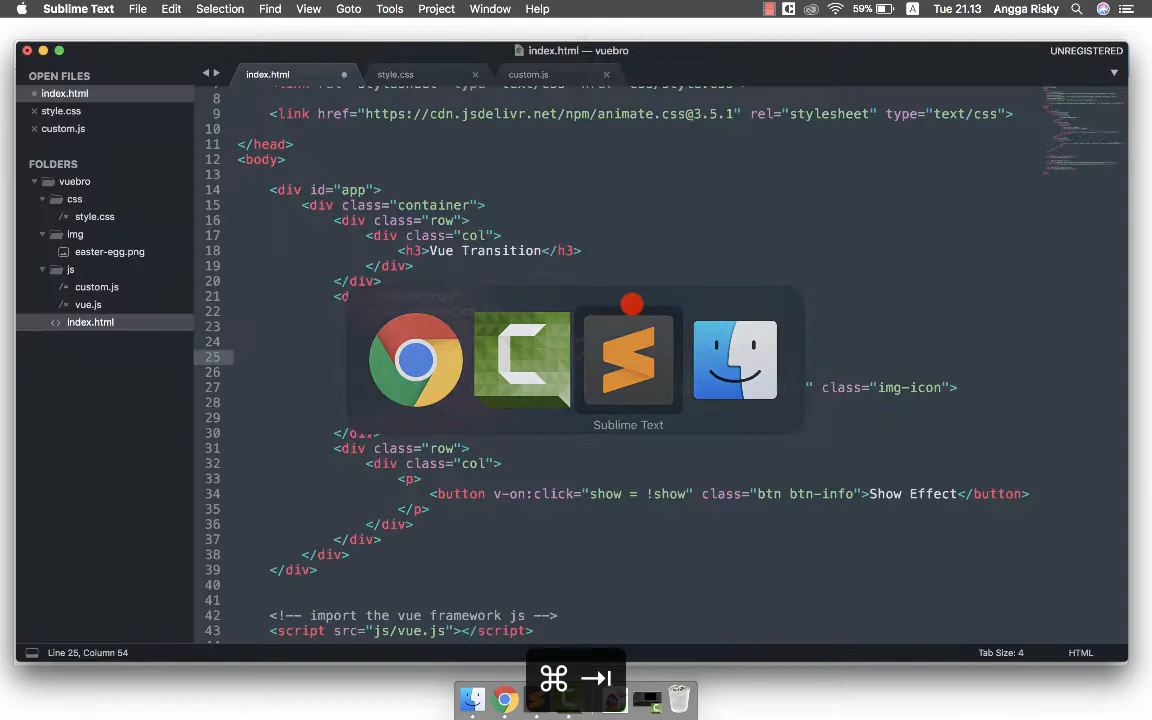 Sublime Text File Edit Selection Find View Goto Tools Project Window Help 59% A Tue 21.13 Angga Risky
index.html — vuebro UNREGISTERED
OPEN FILES
index.html
style.css
custom.js
FOLDERS
vuebro
css
style.css
img
easter-egg.png
js
custom.js
vue.js
index.html
index.html style.css custom.js
8
9 <link href="https://cdn.jsdelivr.net/npm/animate.css@3.5.1" rel="stylesheet" type="text/css">
10
11 </head>
12 <body>
13
14 <div id="app">
15 <div class="container">
16 <div class="row">
17 <div class="col">
18 <h3>Vue Transition</h3>
19 </div>
20 </div>
21 <d
22
23
24
25
26
27 " class="img-icon">
28
29
30 </div>
31 <div class="row">
32 <div class="col">
33 <p>
34 <button v-on:click="show = !show" class="btn btn-info">Show Effect</button>
35 </p>
36 </div>
37 </div>
38 </div>
39 </div>
40
41
42 <!-- import the vue framework js -->
43 <script src="js/vue.js"></script>
Sublime Text
Line 25, Column 54 Tab Size: 4 HTML
⌘ ⇥